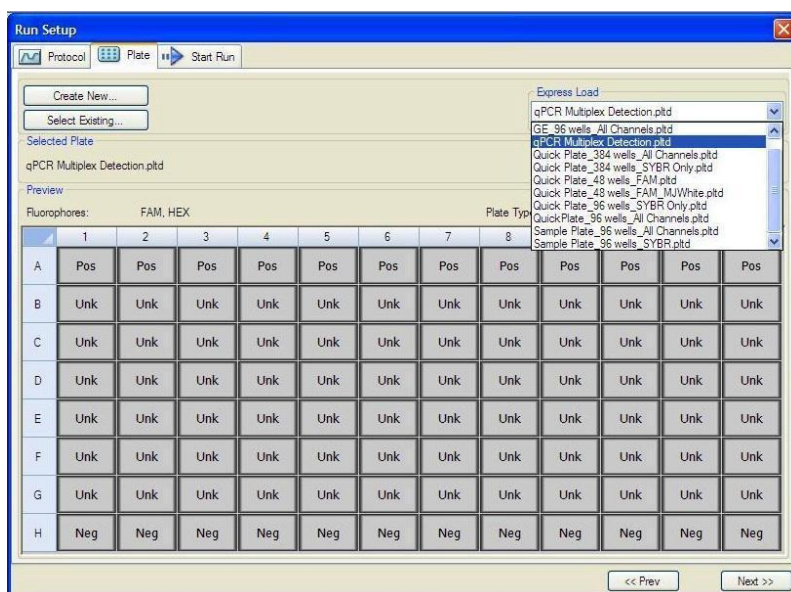 Run Setup
Protocol Plate Start Run
Create New...
Select Existing...
Express Load
qPCR Multiplex Detection.pltd
GE_96 wells_All Channels.pltd
qPCR Multiplex Detection.pltd
Quick Plate_384 wells_All Channels.pltd
Quick Plate_384 wells_SYBR Only.pltd
Quick Plate_48 wells_FAM.pltd
Quick Plate_48 wells_FAM_MJWhite.pltd
Quick Plate_96 wells_SYBR Only.pltd
QuickPlate_96 wells_All Channels.pltd
Sample Plate_96 wells_All Channels.pltd
Sample Plate_96 wells_SYBR.pltd
Selected Plate
qPCR Multiplex Detection.pltd
Preview
Fluorophores: FAM, HEX Plate Typ
1 2 3 4 5 6 7 8
A Pos Pos Pos Pos Pos Pos Pos Pos Pos Pos Pos Pos
B Unk Unk Unk Unk Unk Unk Unk Unk Unk Unk Unk Unk
C Unk Unk Unk Unk Unk Unk Unk Unk Unk Unk Unk Unk
D Unk Unk Unk Unk Unk Unk Unk Unk Unk Unk Unk Unk
E Unk Unk Unk Unk Unk Unk Unk Unk Unk Unk Unk Unk
F Unk Unk Unk Unk Unk Unk Unk Unk Unk Unk Unk Unk
G Unk Unk Unk Unk Unk Unk Unk Unk Unk Unk Unk Unk
H Neg Neg Neg Neg Neg Neg Neg Neg Neg Neg Neg Neg
<< Prev Next >>